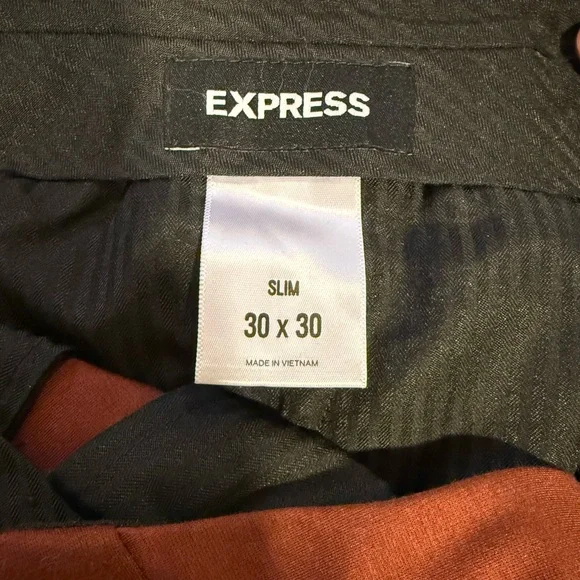 EXPRESS
SLIM
30 x 30
MADE IN VIETNAM